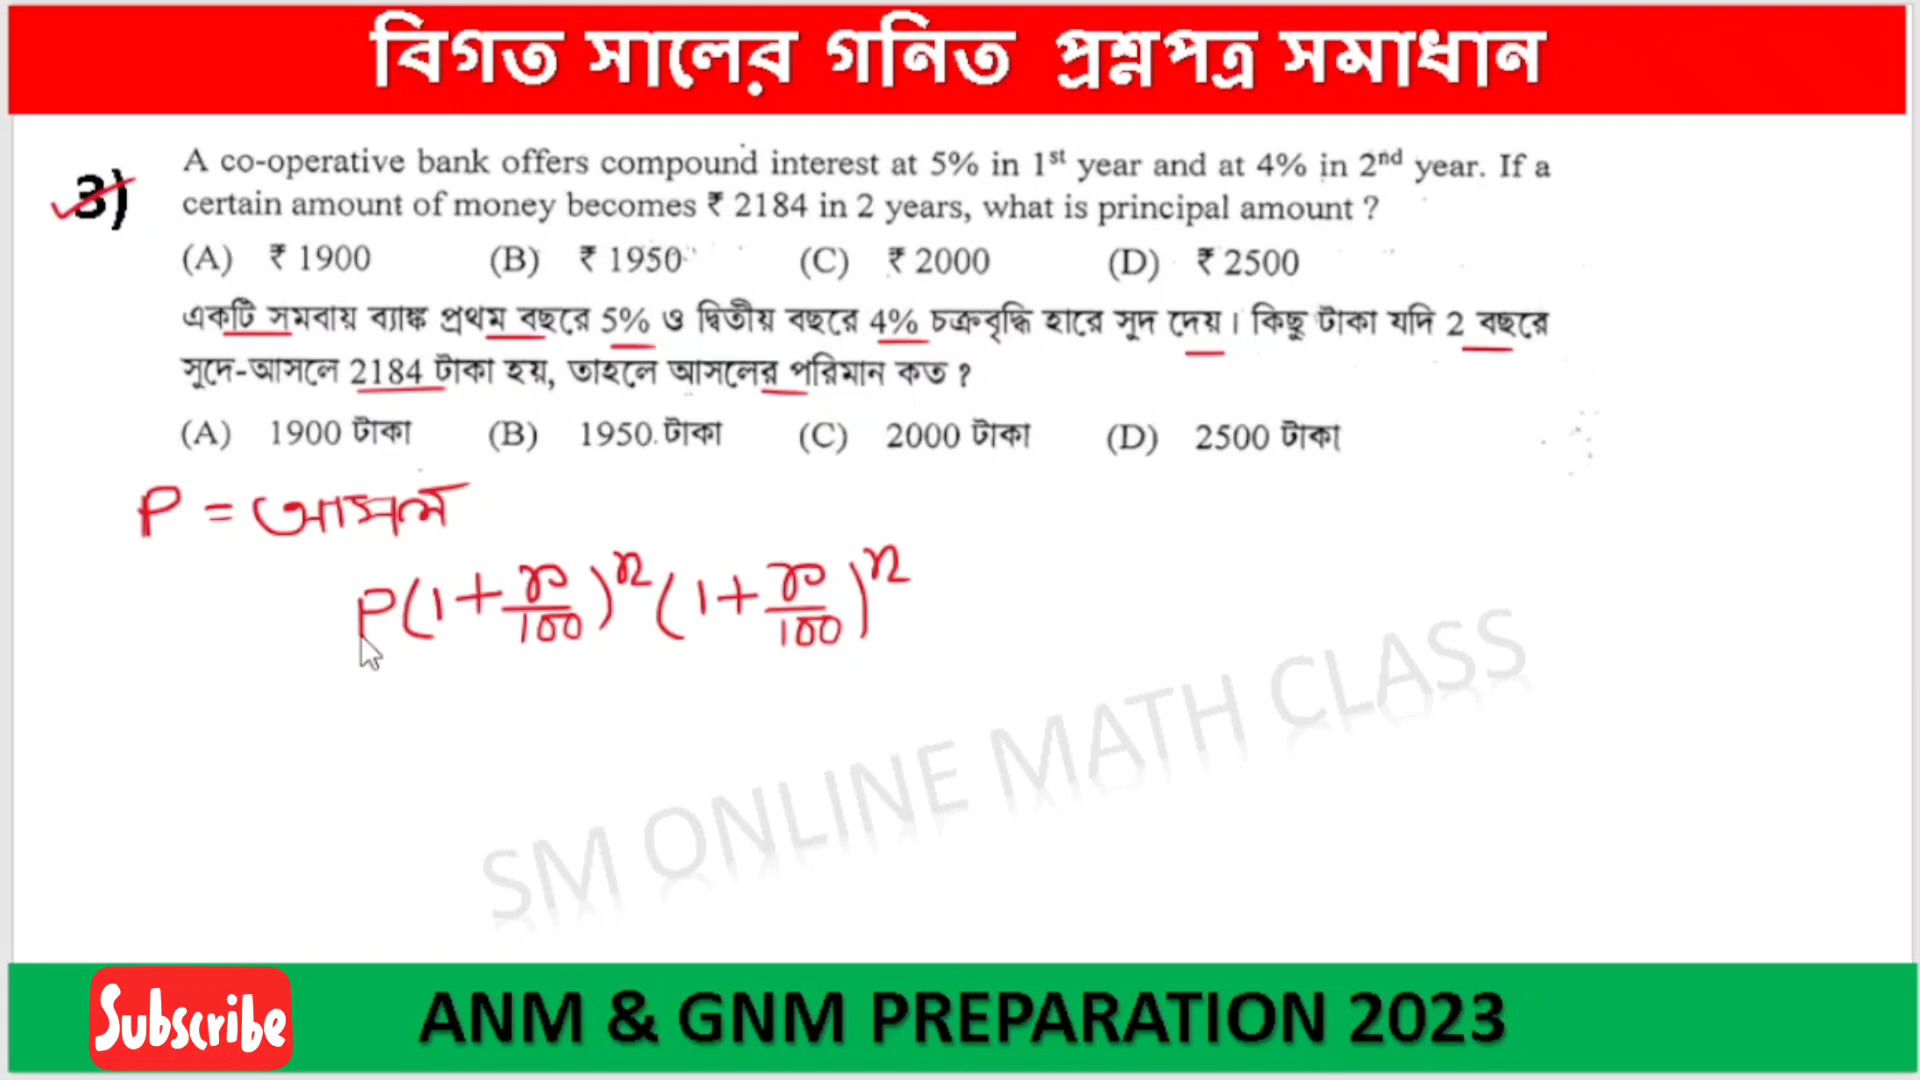 বিগত সালের গনিত প্রশ্নপত্র সমাধান
3)
A co-operative bank offers compound interest at 5% in 1st year and at 4% in 2nd year. If a
certain amount of money becomes ₹ 2184 in 2 years, what is principal amount ?
(A) ₹ 1900 (B) ₹ 1950 (C) ₹ 2000 (D) ₹ 2500
একটি সমবায় ব্যাঙ্ক প্রথম বছরে 5% ও দ্বিতীয় বছরে 4% চক্রবৃদ্ধি হারে সুদ দেয়। কিছু টাকা যদি 2 বছরে
সুদে-আসলে 2184 টাকা হয়, তাহলে আসলের পরিমান কত ?
(A) 1900 টাকা (B) 1950 টাকা (C) 2000 টাকা (D) 2500 টাকা
P = আসল
P(1+r/100)^n(1+r/100)^n
SM ONLINE MATH CLASS
Subscribe
ANM & GNM PREPARATION 2023